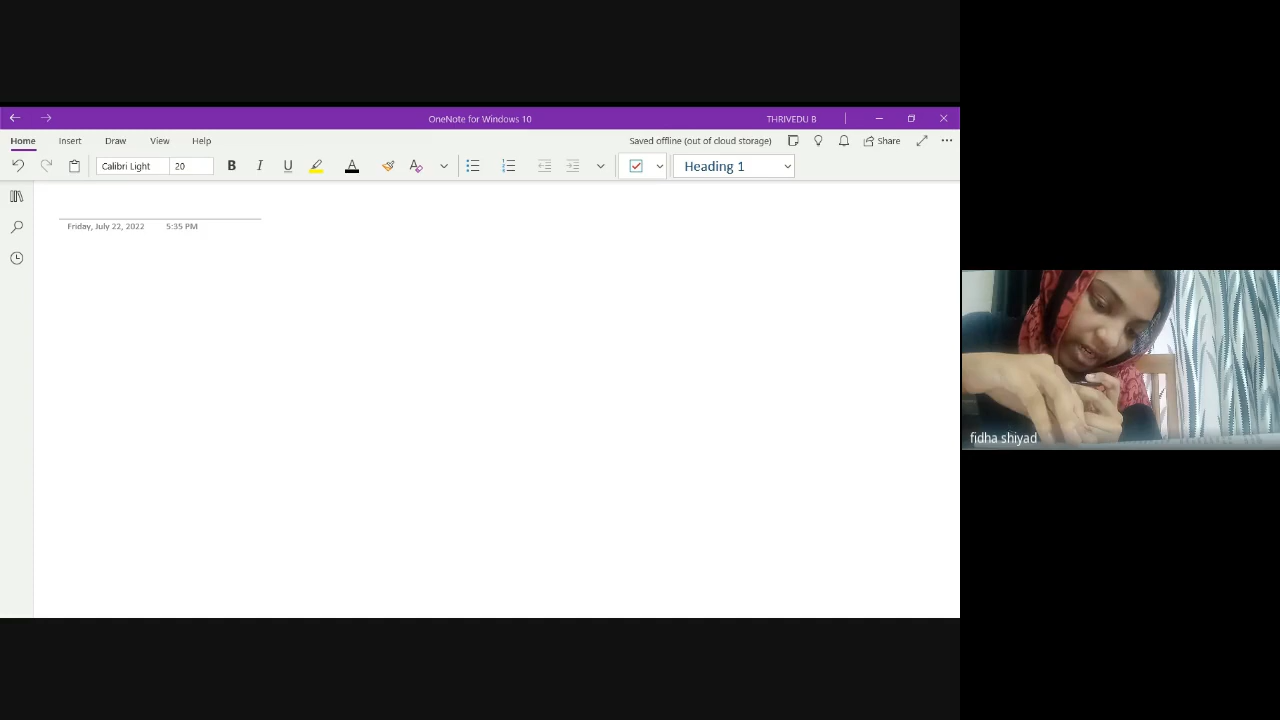 OneNote for Windows 10
THRIVEDU B
Home Insert Draw View Help
Saved offline (out of cloud storage)
Share
Calibri Light
20
B I U
A
A
Heading 1
Friday, July 22, 2022 5:35 PM
fidha shiyad